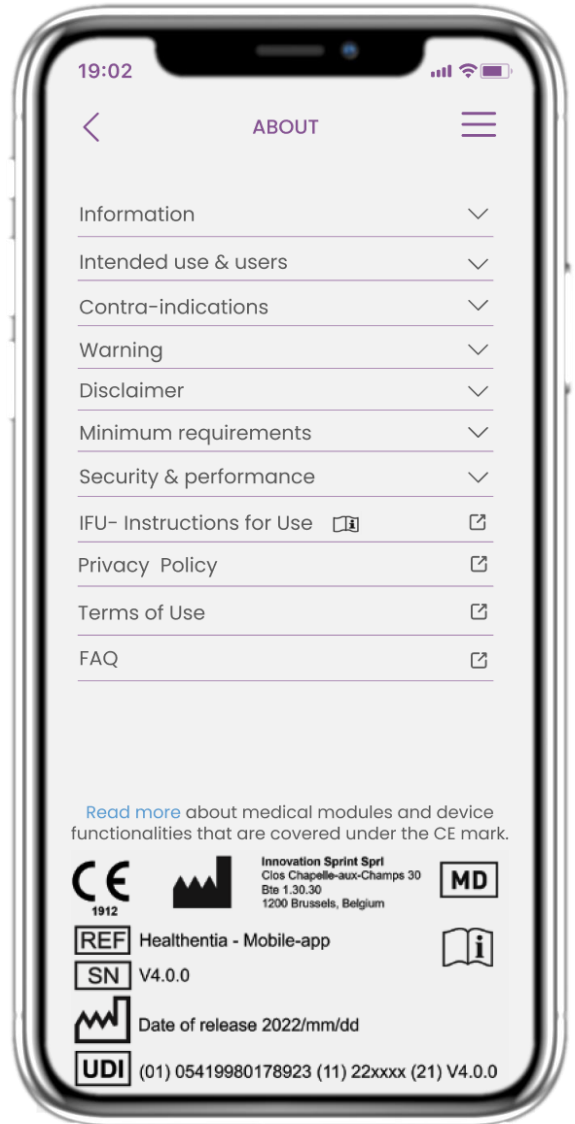 19:02
ABOUT
Information
Intended use & users
Contra-indications
Warning
Disclaimer
Minimum requirements
Security & performance
IFU- Instructions for Use
Privacy Policy
Terms of Use
FAQ
Read more about medical modules and device
functionalities that are covered under the CE mark.
CE
1912
Innovation Sprint Sprl
Clos Chapelle-aux-Champs 30
Bte 1.30.30
1200 Brussels, Belgium
MD
REF Healthentia - Mobile-app
i
SN V4.0.0
Date of release 2022/mm/dd
UDI (01) 05419980178923 (11) 22xxxx (21) V4.0.0